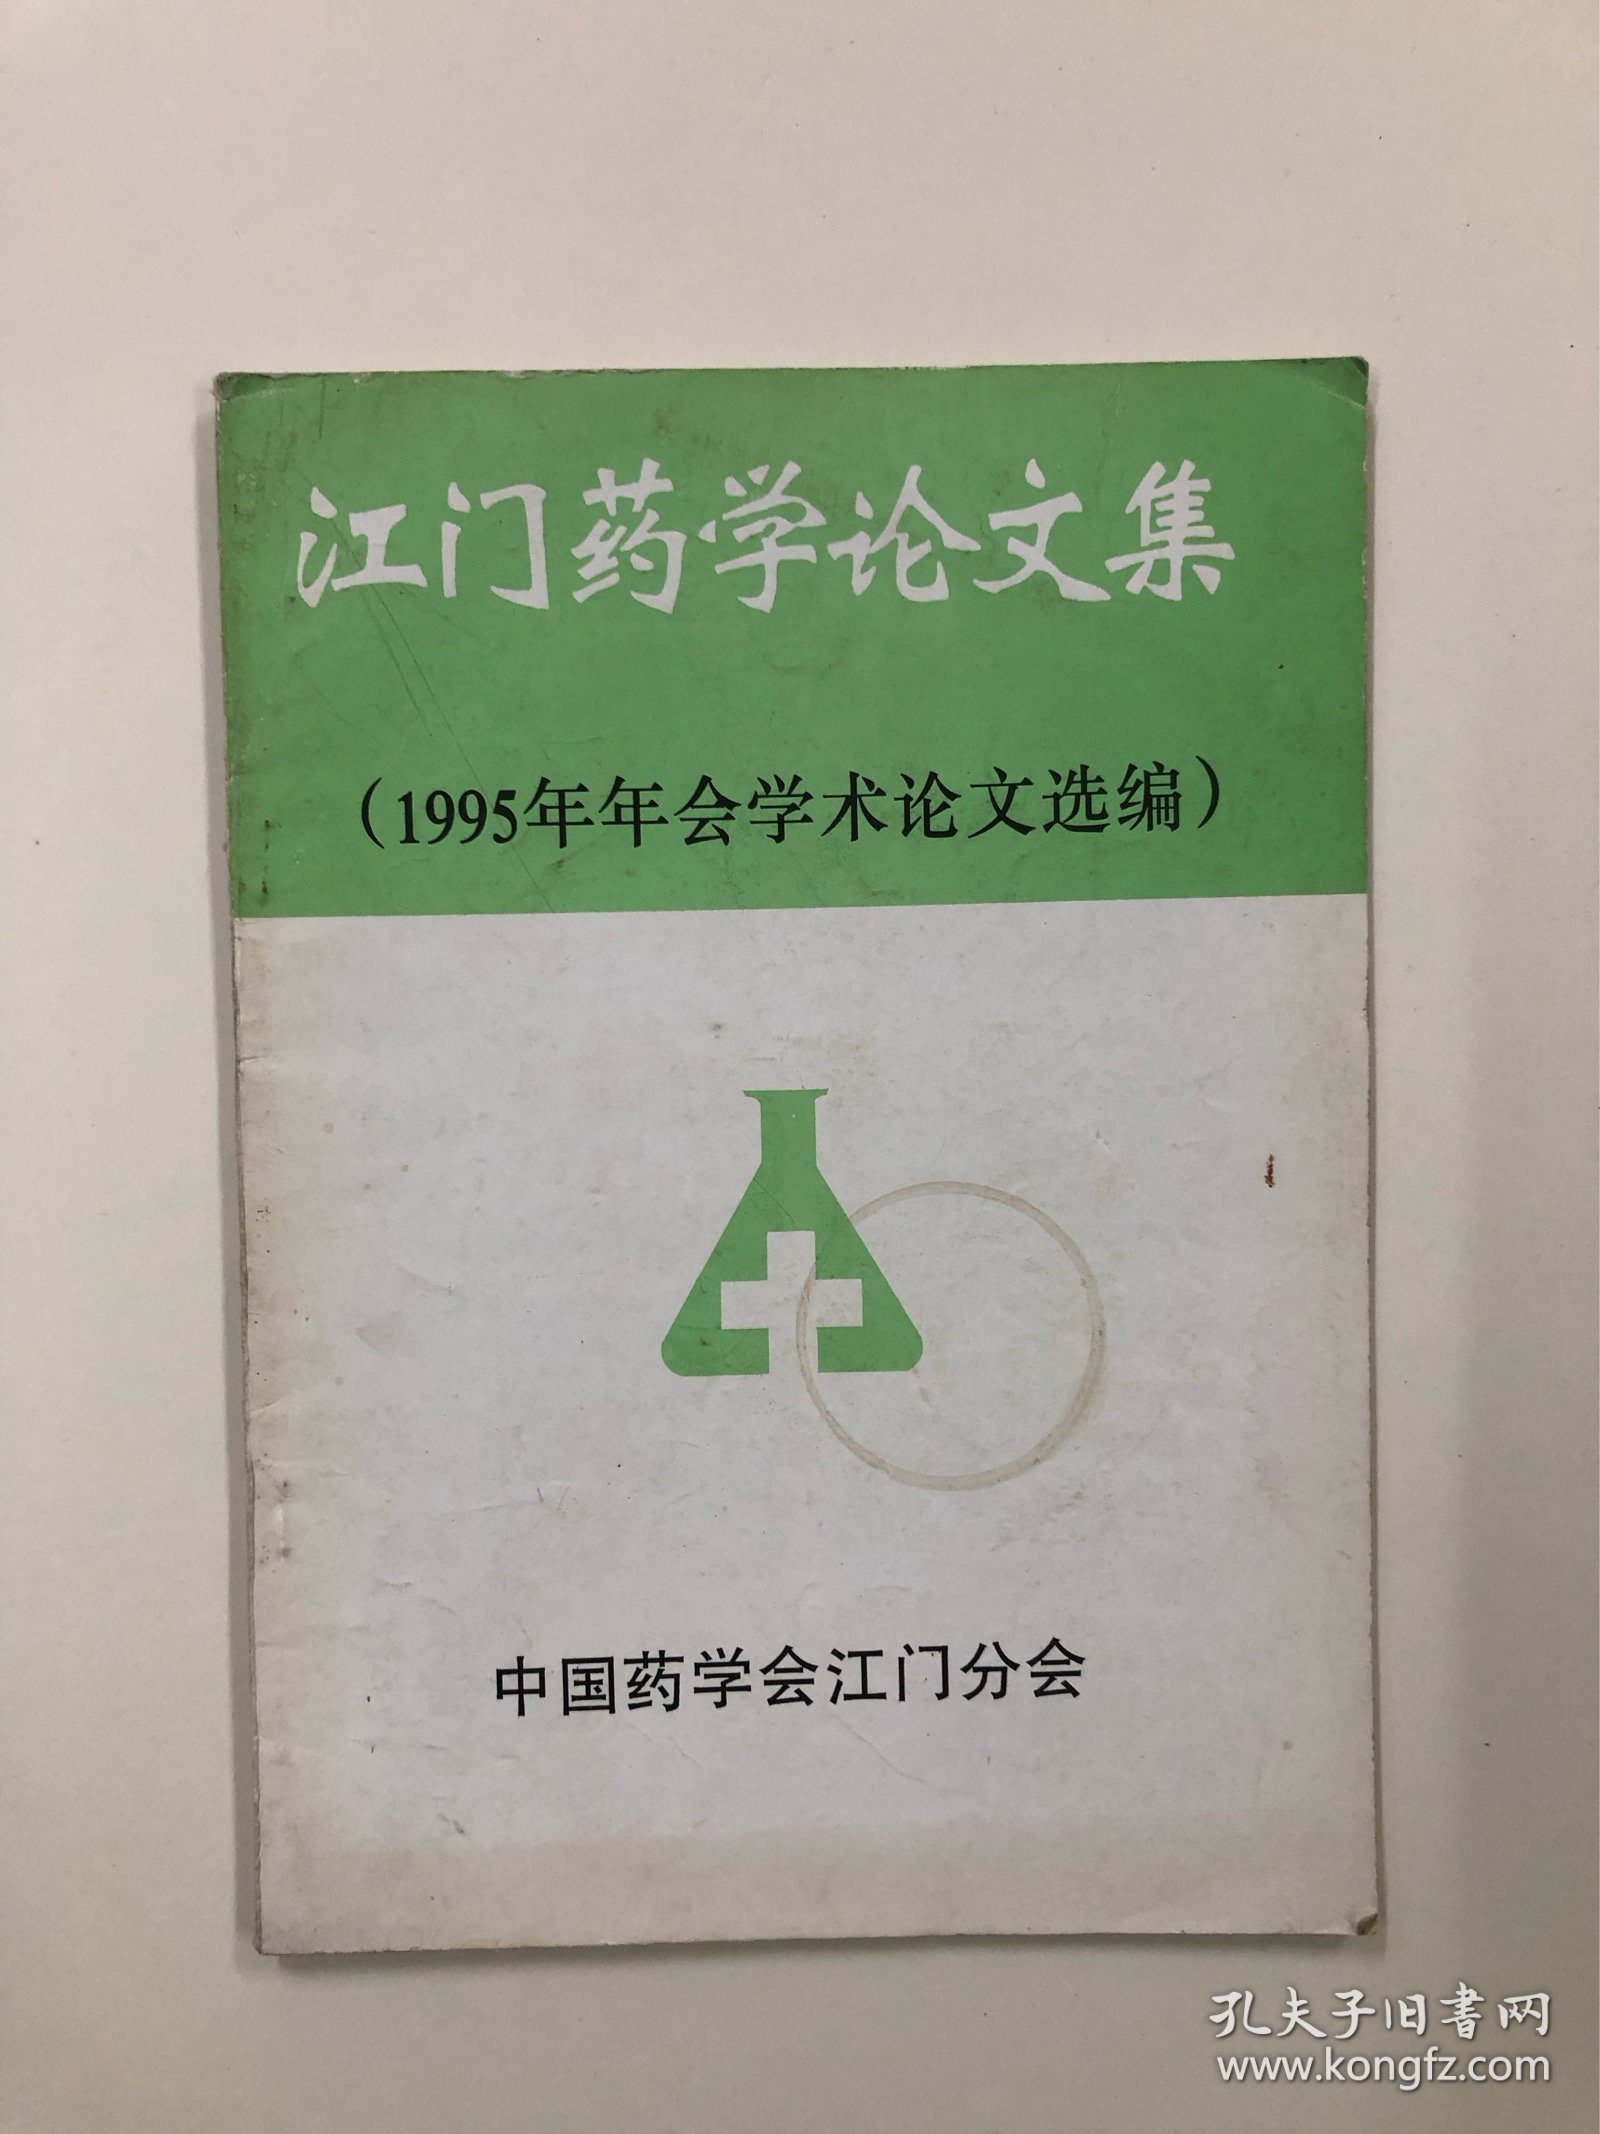 江门药学论文集
（1995年年会学术论文选编）
中国药学会江门分会
孔夫子旧书网
www.kongfz.com